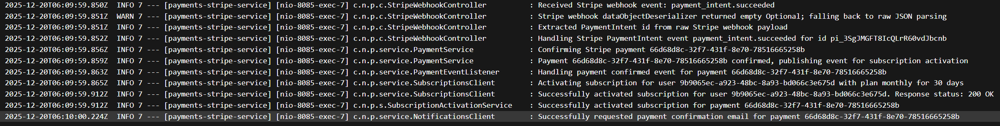 2025-12-20T06:09:59.850Z  INFO 7 --- [payments-stripe-service] [nio-8085-exec-7] c.n.p.c.StripeWebhookController          : Received Stripe webhook event: payment_intent.succeeded
2025-12-20T06:09:59.851Z  WARN 7 --- [payments-stripe-service] [nio-8085-exec-7] c.n.p.c.StripeWebhookController          : Stripe webhook dataObjectDeserializer returned empty Optional; falling back to raw JSON parsing
2025-12-20T06:09:59.851Z  INFO 7 --- [payments-stripe-service] [nio-8085-exec-7] c.n.p.c.StripeWebhookController          : Extracted PaymentIntent id from raw Stripe webhook payload
2025-12-20T06:09:59.852Z  INFO 7 --- [payments-stripe-service] [nio-8085-exec-7] c.n.p.c.StripeWebhookController          : Handling Stripe PaymentIntent event payment_intent.succeeded for id pi_3SgJMGFT8IcQLrR60vdJbcnb
2025-12-20T06:09:59.856Z  INFO 7 --- [payments-stripe-service] [nio-8085-exec-7] c.n.p.service.PaymentService             : Confirming Stripe payment 66d68d8c-32f7-431f-8e70-78516665258b
2025-12-20T06:09:59.859Z  INFO 7 --- [payments-stripe-service] [nio-8085-exec-7] c.n.p.service.PaymentService             : Payment 66d68d8c-32f7-431f-8e70-78516665258b confirmed, publishing event for subscription activation
2025-12-20T06:09:59.863Z  INFO 7 --- [payments-stripe-service] [nio-8085-exec-7] c.n.p.service.PaymentEventListener       : Handling payment confirmed event for payment 66d68d8c-32f7-431f-8e70-78516665258b
2025-12-20T06:09:59.865Z  INFO 7 --- [payments-stripe-service] [nio-8085-exec-7] c.n.p.service.SubscriptionsClient        : Activating subscription for user 9b9065ec-a923-48bc-8a93-bd066c3e675d with plan monthly for 30 days
2025-12-20T06:09:59.912Z  INFO 7 --- [payments-stripe-service] [nio-8085-exec-7] c.n.p.service.SubscriptionsClient        : Successfully activated subscription for user 9b9065ec-a923-48bc-8a93-bd066c3e675d. Response status: 200 OK
2025-12-20T06:09:59.912Z  INFO 7 --- [payments-stripe-service] [nio-8085-exec-7] c.n.p.s.SubscriptionActivationService    : Successfully activated subscription for payment 66d68d8c-32f7-431f-8e70-78516665258b
2025-12-20T06:10:00.224Z  INFO 7 --- [payments-stripe-service] [nio-8085-exec-7] c.n.p.service.NotificationsClient        : Successfully requested payment confirmation email for payment 66d68d8c-32f7-431f-8e70-78516665258b